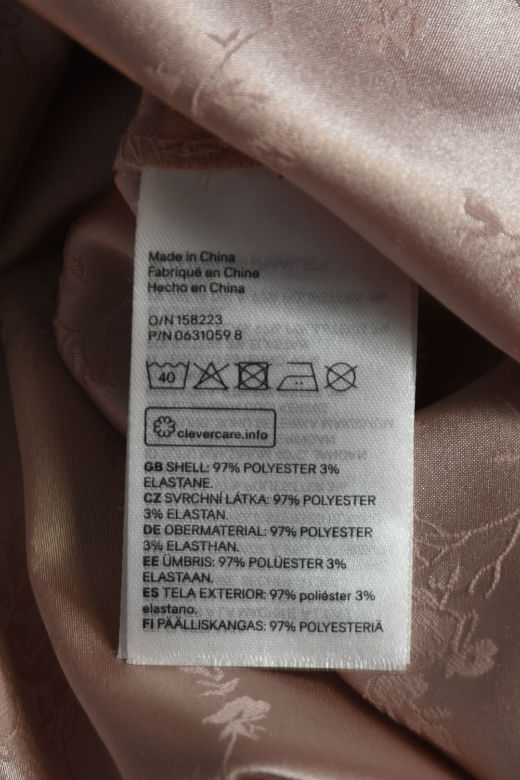 Made in China
Fabriqué en Chine
Hecho en China
O/N 158223
P/N 0631059 8
40
clevercare.info
GB SHELL: 97% POLYESTER 3%
ELASTANE.
CZ SVRCHNÍ LÁTKA: 97% POLYESTER
3% ELASTAN.
DE OBERMATERIAL: 97% POLYESTER
3% ELASTHAN.
EE ÜMBRIS: 97% POLÜESTER 3%
ELASTAAN.
ES TELA EXTERIOR: 97% poliéster 3%
elastano.
FI PÄÄLLISKANGAS: 97% POLYESTERIÄ